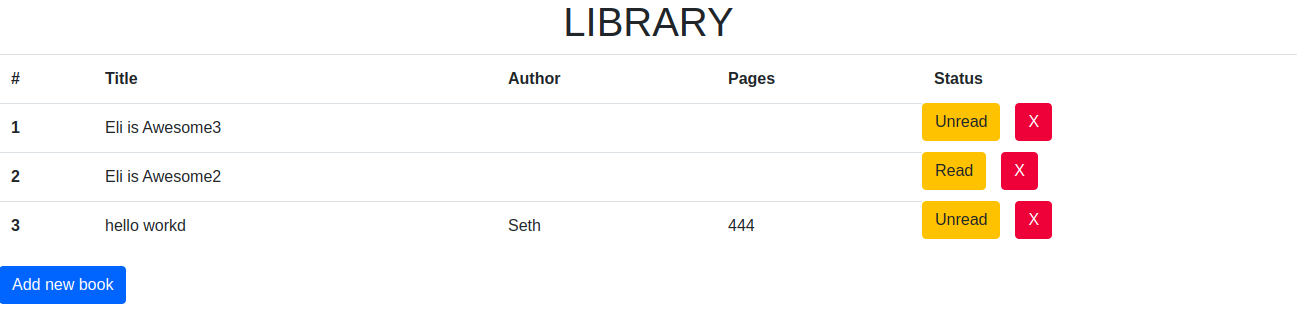 LIBRARY
# Title Author Pages Status
1 Eli is Awesome3 Unread X
2 Eli is Awesome2 Read X
3 hello workd Seth 444 Unread X
Add new book